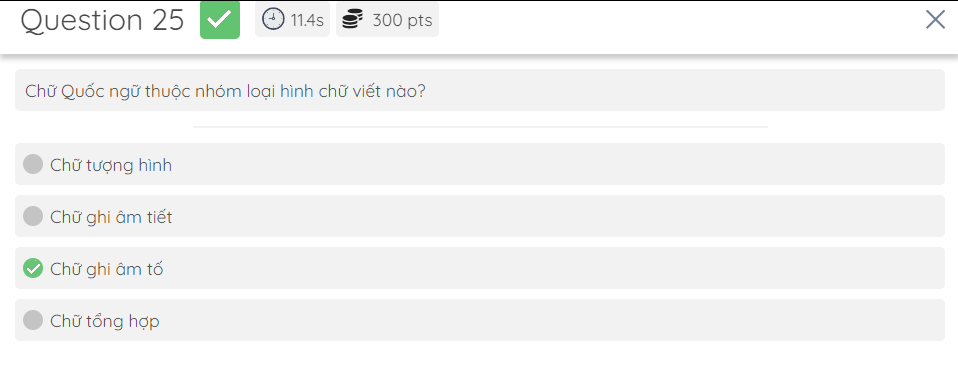 Question 25 11.4s 300 pts
Chữ Quốc ngữ thuộc nhóm loại hình chữ viết nào?
Chữ tượng hình
Chữ ghi âm tiết
Chữ ghi âm tố
Chữ tổng hợp